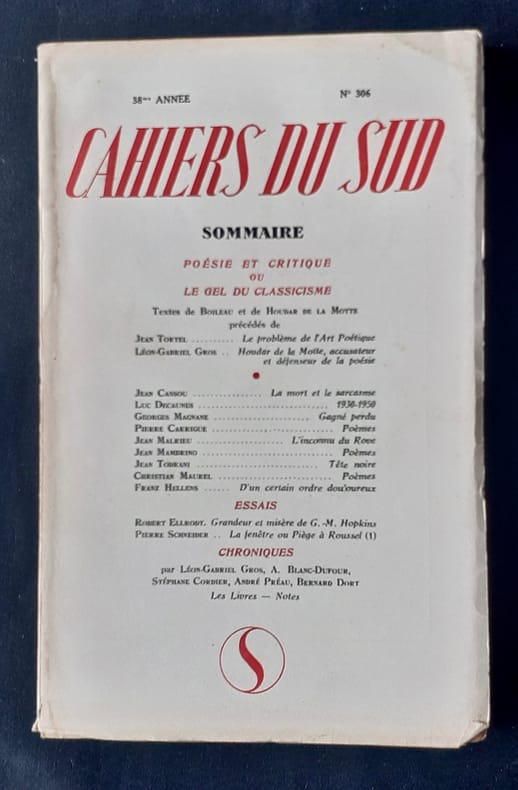 38me ANNEE N° 306
CAHIERS DU SUD
SOMMAIRE
POÉSIE ET CRITIQUE
OU
LE GEL DU CLASSICISME
Textes de BOILEAU et de HOUDAR DE LA MOTTE
précédés de
JEAN TORTEL .......... Le problème de l'Art Poétique
LÉON-GABRIEL GROS .. Houdar de la Motte, accusateur
et défenseur de la poésie
JEAN CASSOU ................ La mort et le sarcasme
LUC DECAUNES .............................. 1930-1950
GEORGES MAGNANE ...................... Gagné perdu
PIERRE CARRIGUE ............................ Poèmes
JEAN MALRIEU .................... L'inconnu du Rove
JEAN MAMBRINO ................................ Poèmes
JEAN TODRANI ............................ Tête noire
CHRISTIAN MAUREL ............................ Poèmes
FRANZ HELLENS ...... D'un certain ordre douloureux
ESSAIS
ROBERT ELLRODT. Grandeur et misère de G.-M. Hopkins
PIERRE SCHNEIDER .. La fenêtre ou Piège à Roussel (1)
CHRONIQUES
par LÉON-GABRIEL GROS, A. BLANC-DUFOUR,
STÉPHANE CORDIER, ANDRÉ PRÉAU, BERNARD DORT
Les Livres — Notes
S